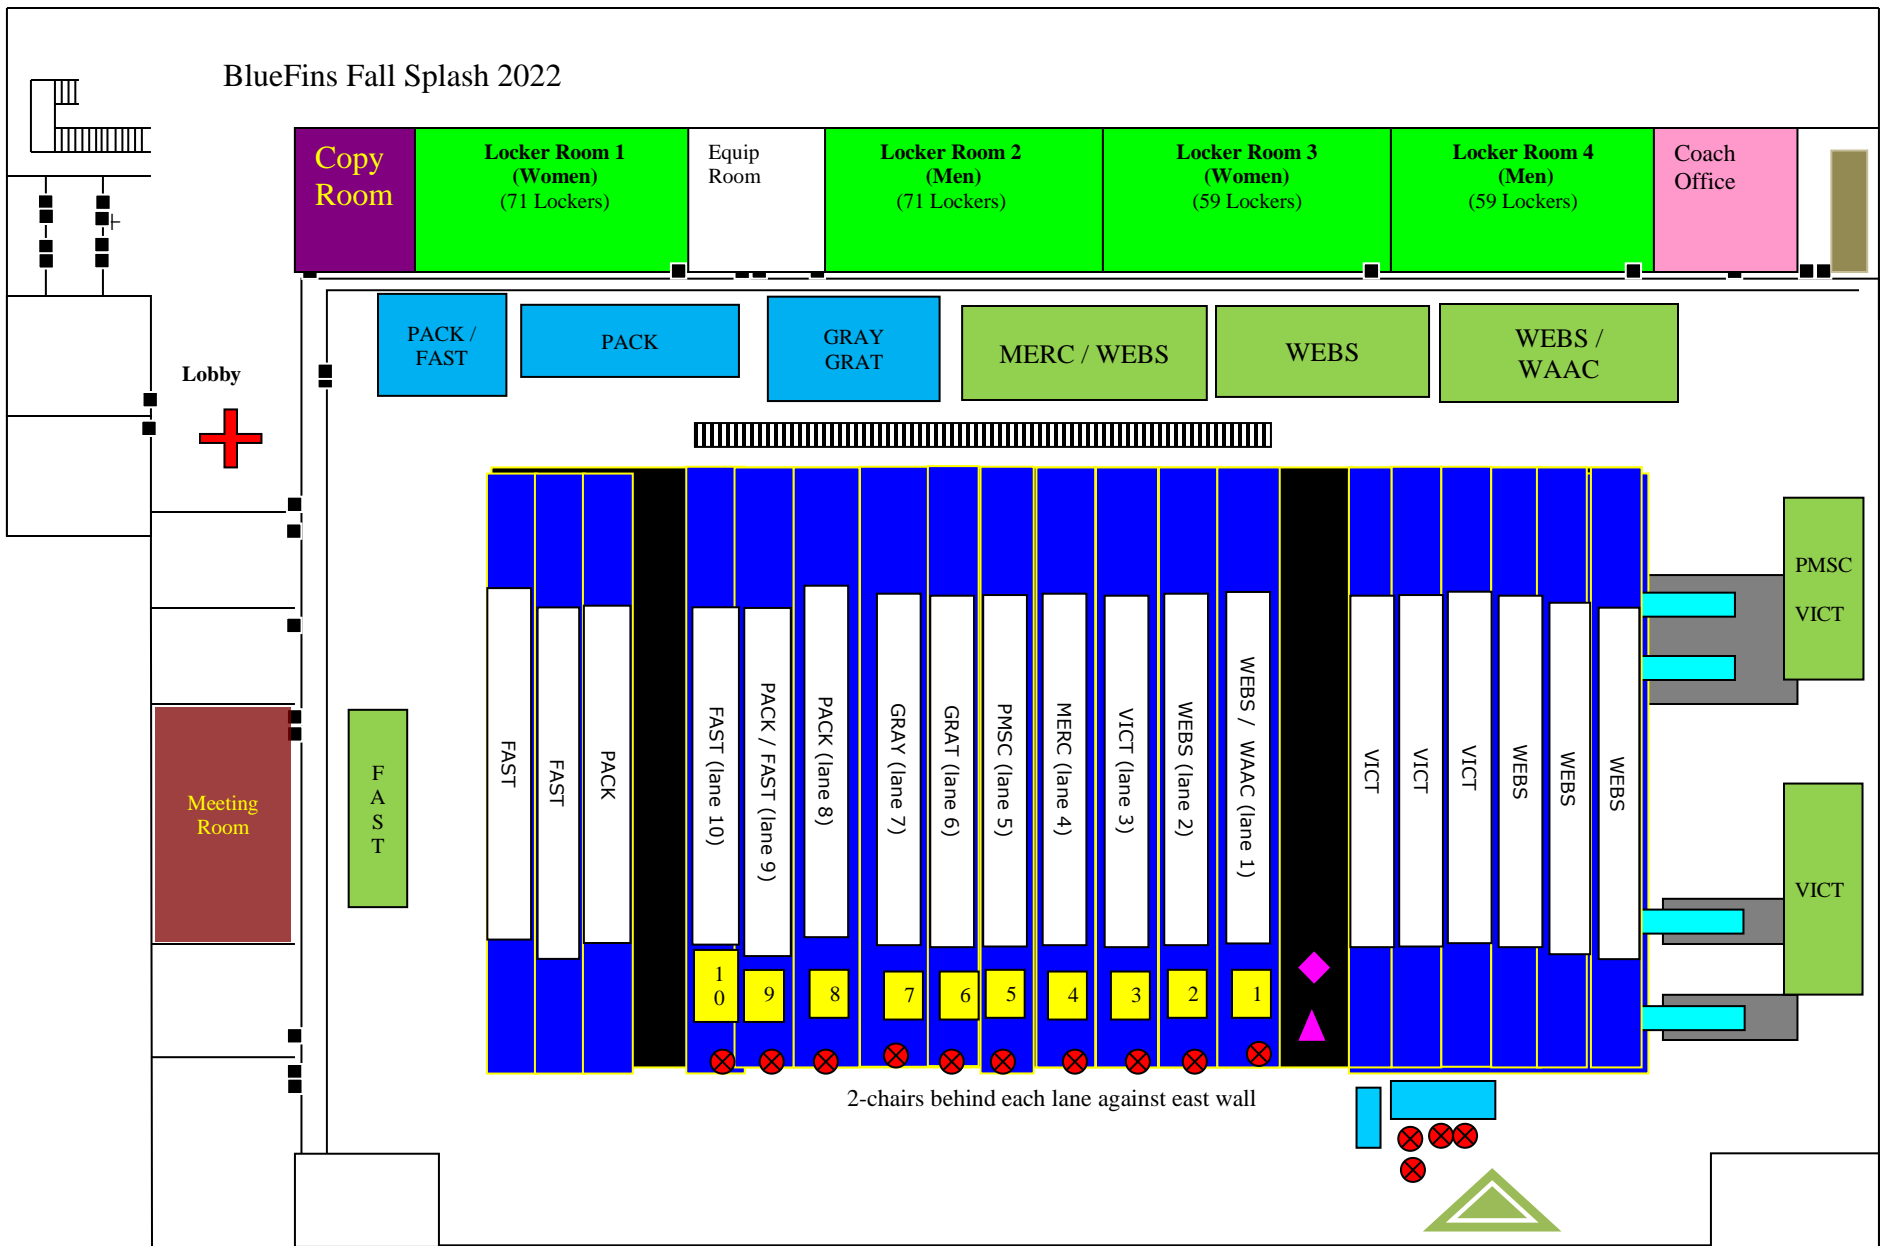 BlueFins Fall Splash 2022
Copy
Room
Locker Room 1
(Women)
(71 Lockers)
Equip
Room
Locker Room 2
(Men)
(71 Lockers)
Locker Room 3
(Women)
(59 Lockers)
Locker Room 4
(Men)
(59 Lockers)
Coach
Office
PACK /
FAST
PACK
GRAY
GRAT
MERC / WEBS
WEBS
WEBS /
WAAC
Lobby
PMSC
VICT
VICT
Meeting
Room
F
A
S
T
FAST
FAST
PACK
FAST (lane 10)
PACK / FAST (lane 9)
PACK (lane 8)
GRAY (lane 7)
GRAT (lane 6)
PMSC (lane 5)
MERC (lane 4)
VICT (lane 3)
WEBS (lane 2)
WEBS / WAAC (lane 1)
VICT
VICT
VICT
WEBS
WEBS
WEBS
1
0
9
8
7
6
5
4
3
2
1
2-chairs behind each lane against east wall